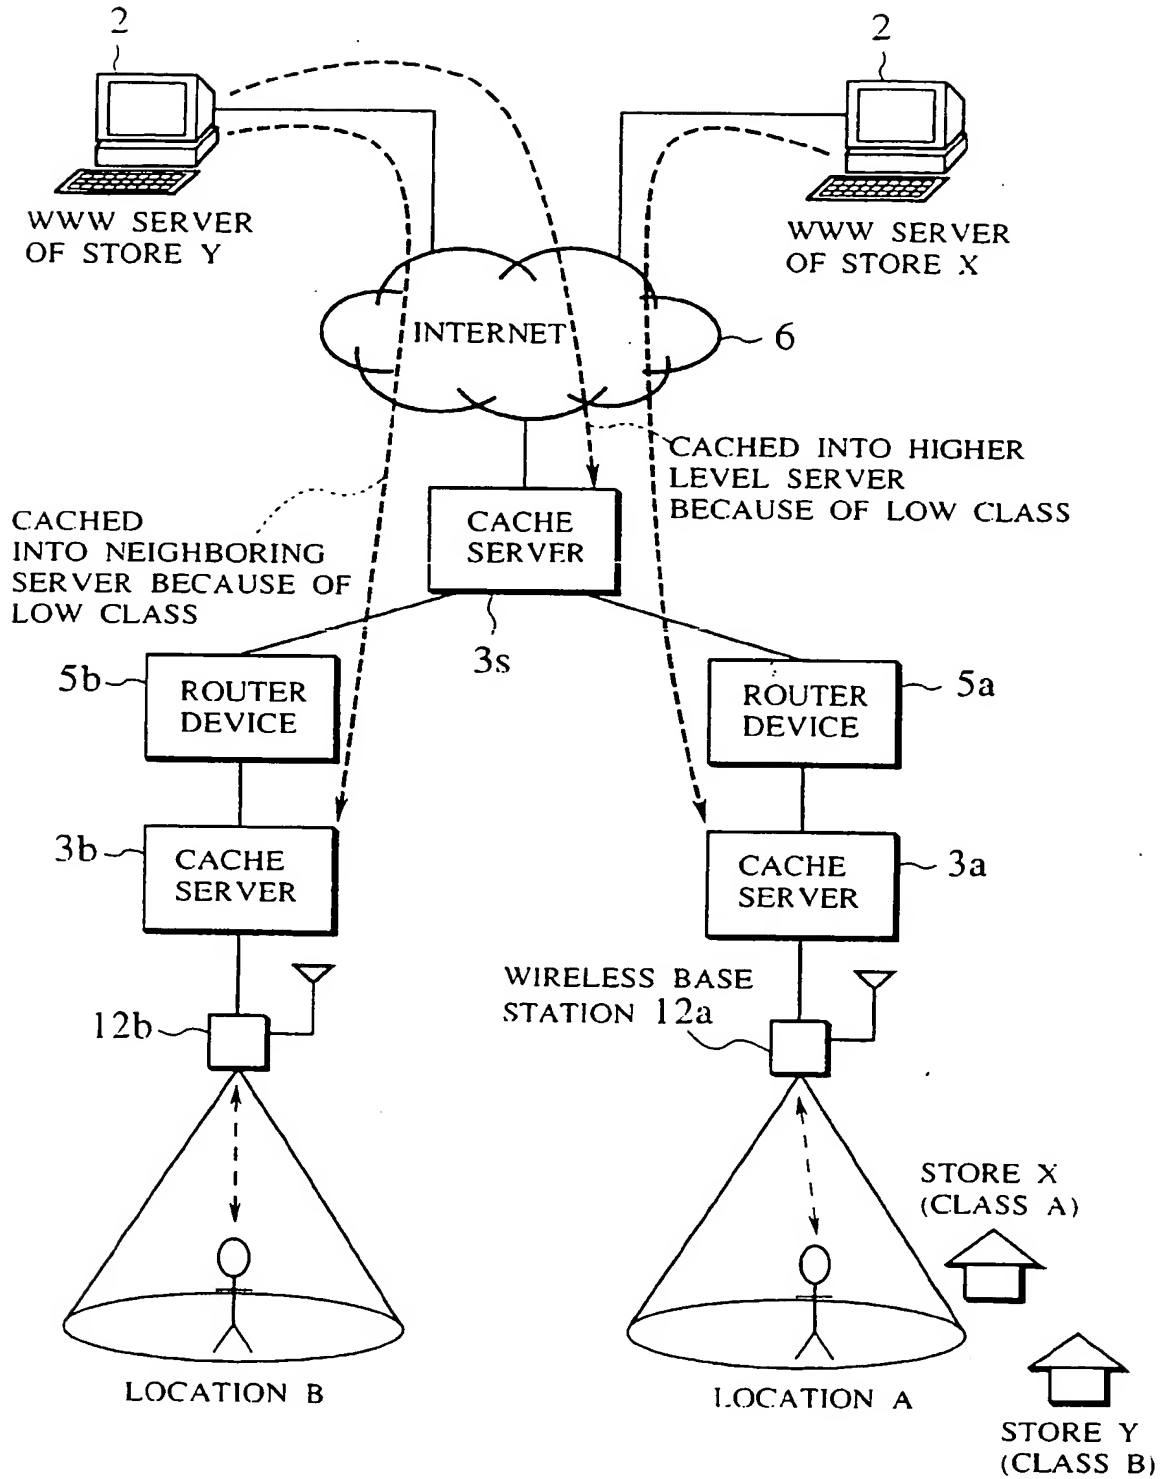 2
2
WWW SERVER
OF STORE Y
WWW SERVER
OF STORE X
INTERNET
6
CACHED INTO HIGHER
LEVEL SERVER
BECAUSE OF LOW CLASS
CACHED
INTO NEIGHBORING
SERVER BECAUSE OF
LOW CLASS
CACHE
SERVER
3s
5b
ROUTER
DEVICE
ROUTER
DEVICE
5a
3b
CACHE
SERVER
CACHE
SERVER
3a
WIRELESS BASE
STATION 12a
12b
STORE X
(CLASS A)
LOCATION B
LOCATION A
STORE Y
(CLASS B)